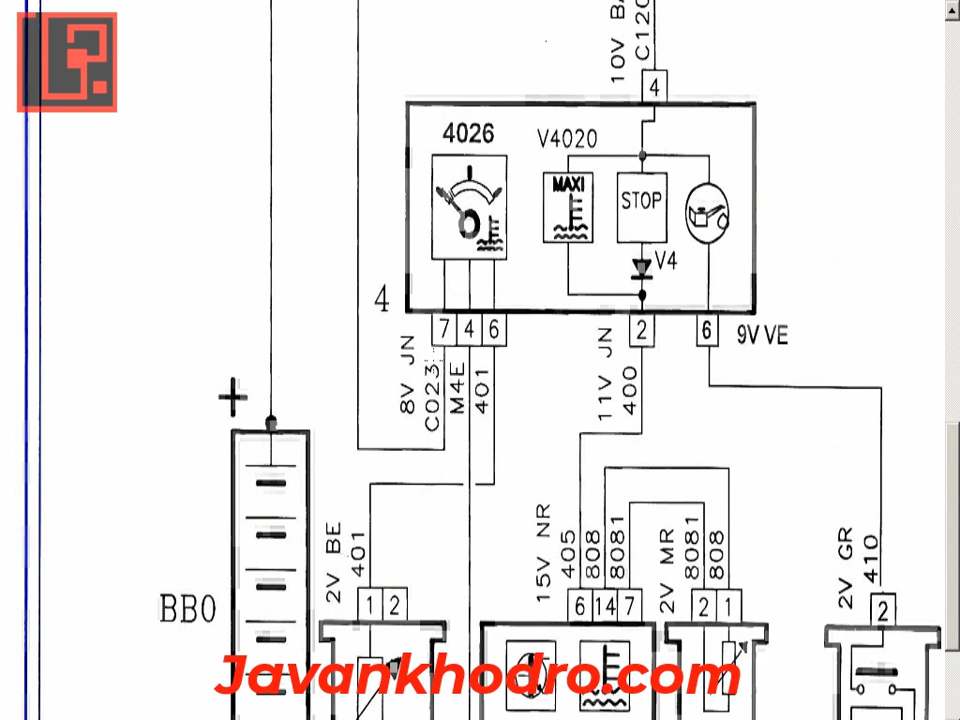 10V BA
C120
4
4026
V4020
MAXI
STOP
V4
4
7 4 6
2
6
9V VE
8V JN
C023
M4E
401
11V JN
400
+
BB0
2V BE
401
1 2
15V NR
405
808
8081
6 14 7
2V MR
8081
808
2 1
2V GR
410
2
Javankhodro.com